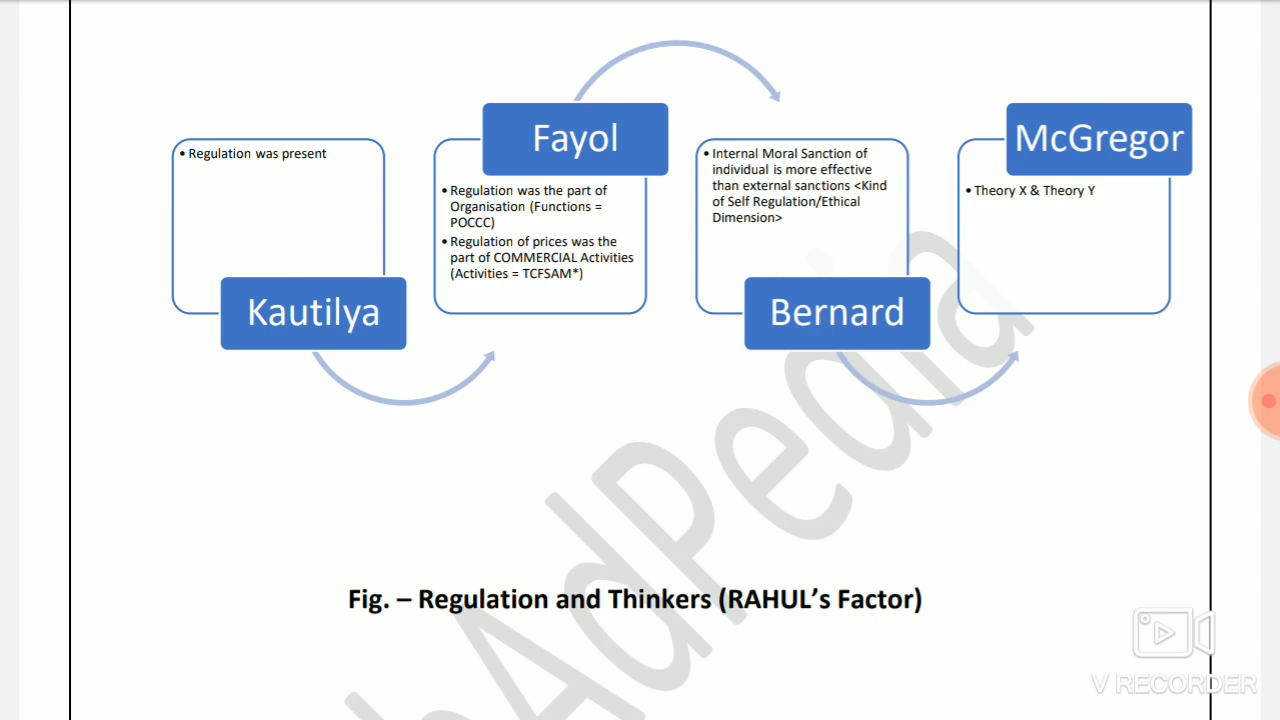 • Regulation was present
Kautilya
Fayol
• Regulation was the part of
Organisation (Functions =
POCCC)
• Regulation of prices was the
part of COMMERCIAL Activities
(Activities = TCFSAM*)
• Internal Moral Sanction of
individual is more effective
than external sanctions <Kind
of Self Regulation/Ethical
Dimension>
Bernard
McGregor
• Theory X & Theory Y
Fig. – Regulation and Thinkers (RAHUL’s Factor)
AdPedia
V RECORDER